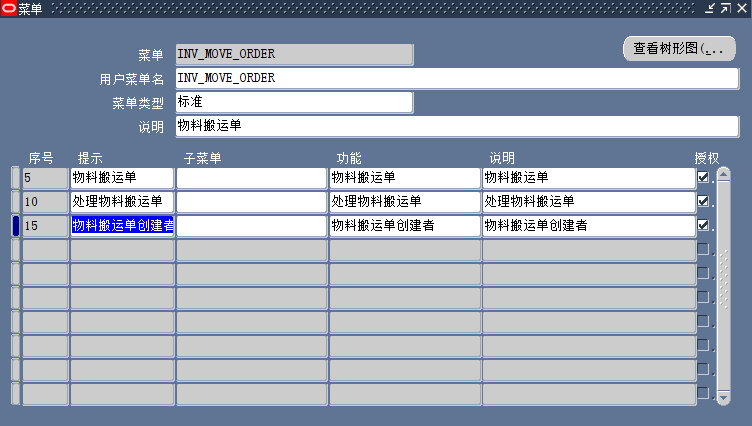 菜单
菜单 INV_MOVE_ORDER 查看树形图(_...
用户菜单名 INV_MOVE_ORDER
菜单类型 标准
说明 物料搬运单
序号 提示 子菜单 功能 说明 授权
5 物料搬运单 物料搬运单 物料搬运单
10 处理物料搬运单 处理物料搬运单 处理物料搬运单
15 物料搬运单创建者 物料搬运单创建者 物料搬运单创建者